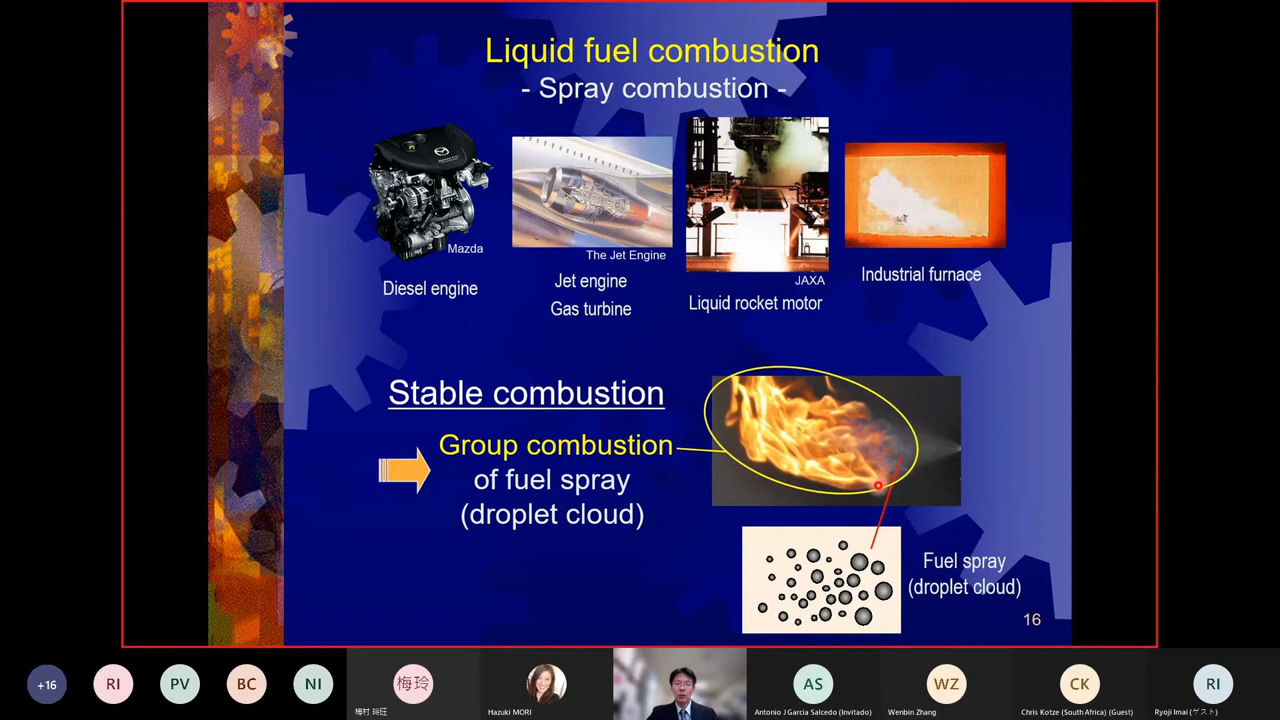 Liquid fuel combustion
- Spray combustion -
Mazda
The Jet Engine
JAXA
Diesel engine
Jet engine
Gas turbine
Liquid rocket motor
Industrial furnace
Stable combustion
Group combustion
of fuel spray
(droplet cloud)
Fuel spray
(droplet cloud)
16
+16
RI
PV
BC
NI
梅玲
AS
WZ
CK
RI
梅村 玲旺
Hazuki MORI
Antonio J Garcia Salcedo (Invitado)
Wenbin Zhang
Chris Kotze (South Africa) (Guest)
Ryoji Imai (ゲスト)